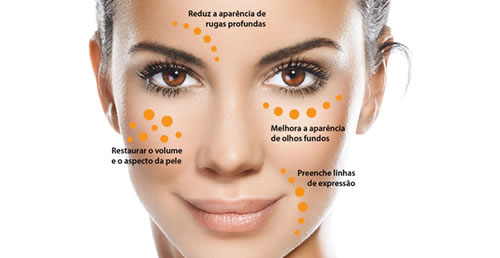 Reduz a aparência de
rugas profundas
Melhora a aparência
de olhos fundos
Restaurar o volume
e o aspecto da pele
Preenche linhas
de expressão